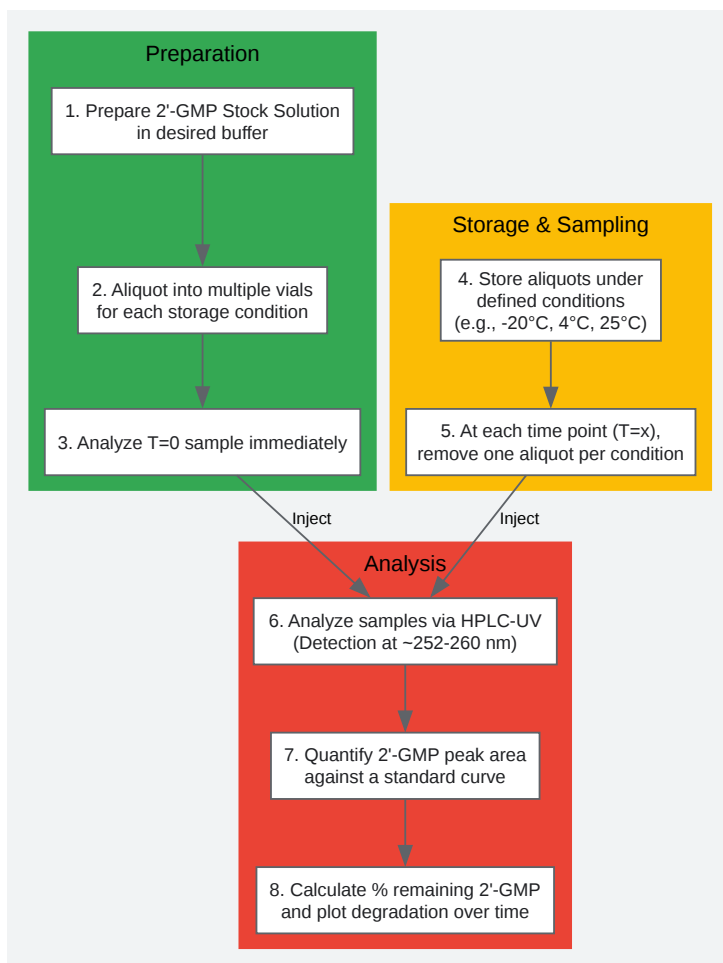 Preparation
1. Prepare 2'-GMP Stock Solution
in desired buffer
2. Aliquot into multiple vials
for each storage condition
3. Analyze T=0 sample immediately
Storage & Sampling
4. Store aliquots under
defined conditions
(e.g., -20°C, 4°C, 25°C)
5. At each time point (T=x),
remove one aliquot per condition
Inject
Inject
Analysis
6. Analyze samples via HPLC-UV
(Detection at ~252-260 nm)
7. Quantify 2'-GMP peak area
against a standard curve
8. Calculate % remaining 2'-GMP
and plot degradation over time